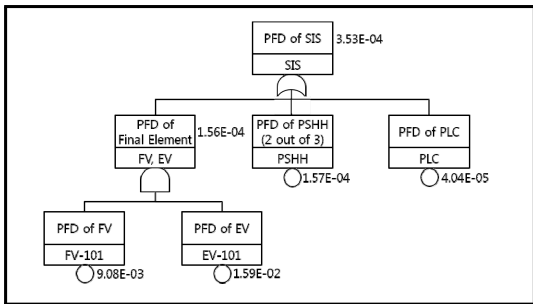 PFD of SIS
3.53E-04
SIS
PFD of
Final Element
1.56E-04
FV, EV
PFD of PSHH
(2 out of 3)
PSHH
1.57E-04
PFD of PLC
PLC
4.04E-05
PFD of FV
FV-101
9.08E-03
PFD of EV
EV-101
1.59E-02